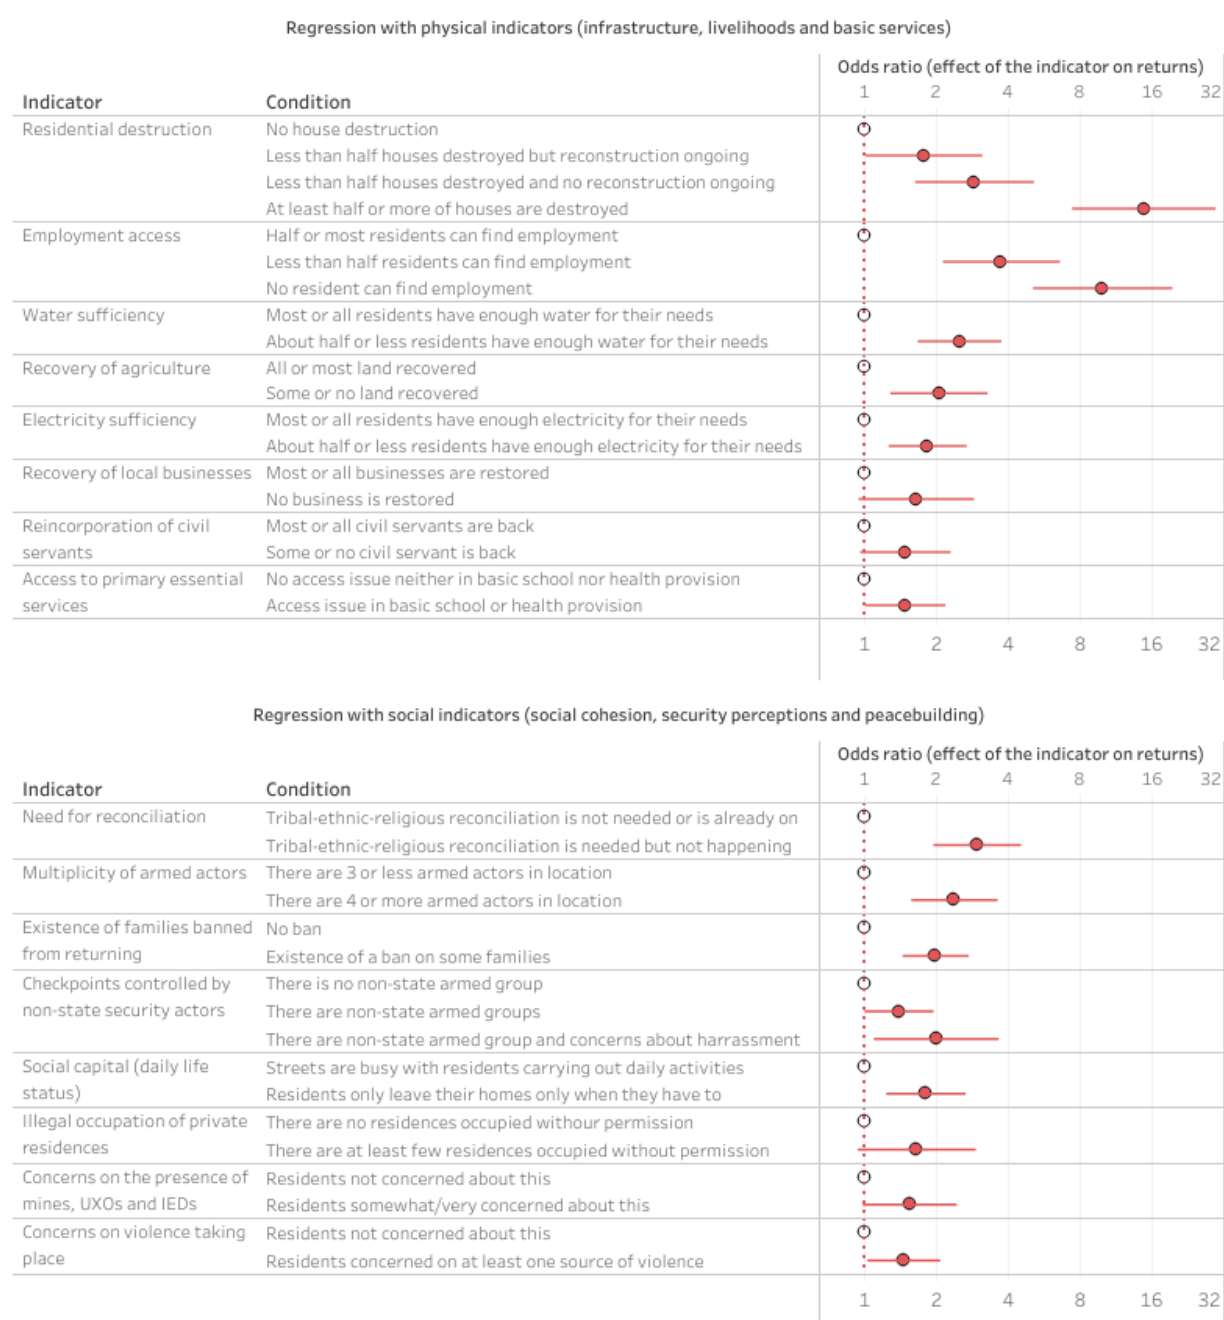 Regression with physical indicators (infrastructure, livelihoods and basic services)
Odds ratio (effect of the indicator on returns)
1 2 4 8 16 32
Indicator Condition
Residential destruction No house destruction
Less than half houses destroyed but reconstruction ongoing
Less than half houses destroyed and no reconstruction ongoing
At least half or more of houses are destroyed
Employment access Half or most residents can find employment
Less than half residents can find employment
No resident can find employment
Water sufficiency Most or all residents have enough water for their needs
About half or less residents have enough water for their needs
Recovery of agriculture All or most land recovered
Some or no land recovered
Electricity sufficiency Most or all residents have enough electricity for their needs
About half or less residents have enough electricity for their needs
Recovery of local businesses Most or all businesses are restored
No business is restored
Reincorporation of civil Most or all civil servants are back
servants Some or no civil servant is back
Access to primary essential No access issue neither in basic school nor health provision
services Access issue in basic school or health provision
1 2 4 8 16 32
Regression with social indicators (social cohesion, security perceptions and peacebuilding)
Odds ratio (effect of the indicator on returns)
1 2 4 8 16 32
Indicator Condition
Need for reconciliation Tribal-ethnic-religious reconciliation is not needed or is already on
Tribal-ethnic-religious reconciliation is needed but not happening
Multiplicity of armed actors There are 3 or less armed actors in location
There are 4 or more armed actors in location
Existence of families banned No ban
from returning Existence of a ban on some families
Checkpoints controlled by There is no non-state armed group
non-state security actors There are non-state armed groups
There are non-state armed group and concerns about harrassment
Social capital (daily life Streets are busy with residents carrying out daily activities
status) Residents only leave their homes only when they have to
Illegal occupation of private There are no residences occupied withour permission
residences There are at least few residences occupied without permission
Concerns on the presence of Residents not concerned about this
mines, UXOs and IEDs Residents somewhat/very concerned about this
Concerns on violence taking Residents not concerned about this
place Residents concerned on at least one source of violence
1 2 4 8 16 32